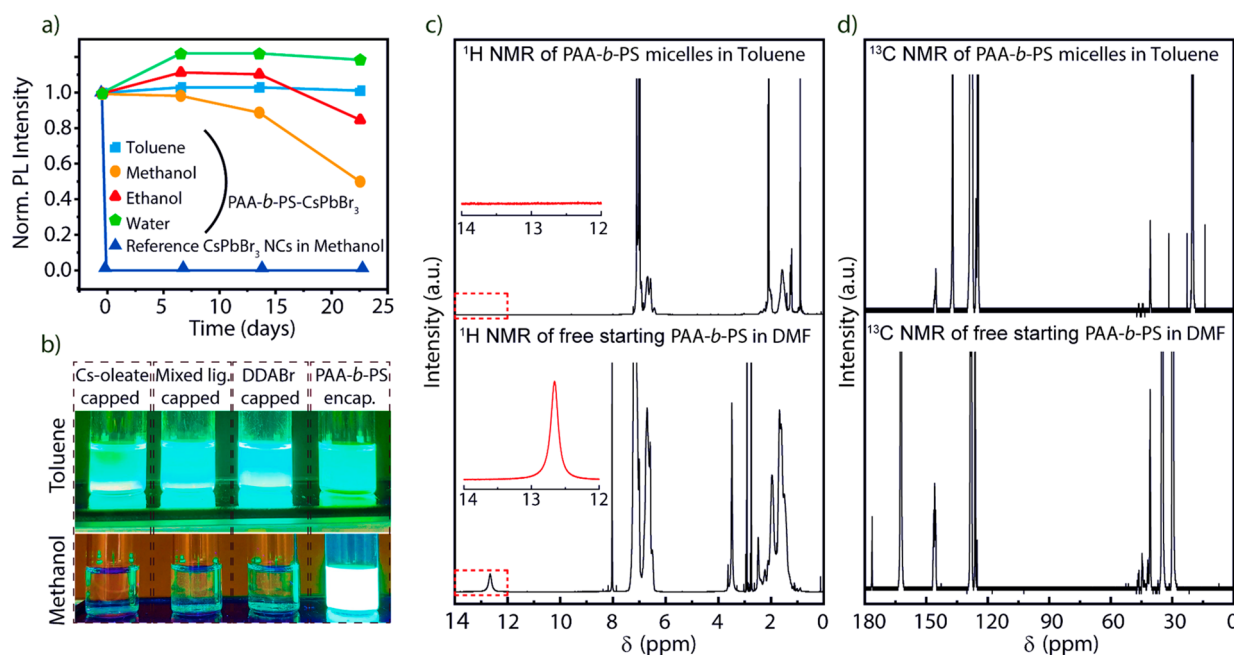 a)
Norm. PL Intensity
1.0
0.8
0.6
0.4
0.2
0.0
Toluene
Methanol
Ethanol
Water
PAA-b-PS-CsPbBr₃
Reference CsPbBr₃ NCs in Methanol
0 5 10 15 20 25
Time (days)
b)
Cs-oleate capped
Mixed lig. capped
DDABr capped
PAA-b-PS encap.
Toluene
Methanol
c)
¹H NMR of PAA-b-PS micelles in Toluene
14 13 12
Intensity (a.u.)
¹H NMR of free starting PAA-b-PS in DMF
14 13 12
14 12 10 8 6 4 2 0
δ (ppm)
d)
¹³C NMR of PAA-b-PS micelles in Toluene
Intensity (a.u.)
¹³C NMR of free starting PAA-b-PS in DMF
180 150 120 90 60 30 0
δ (ppm)